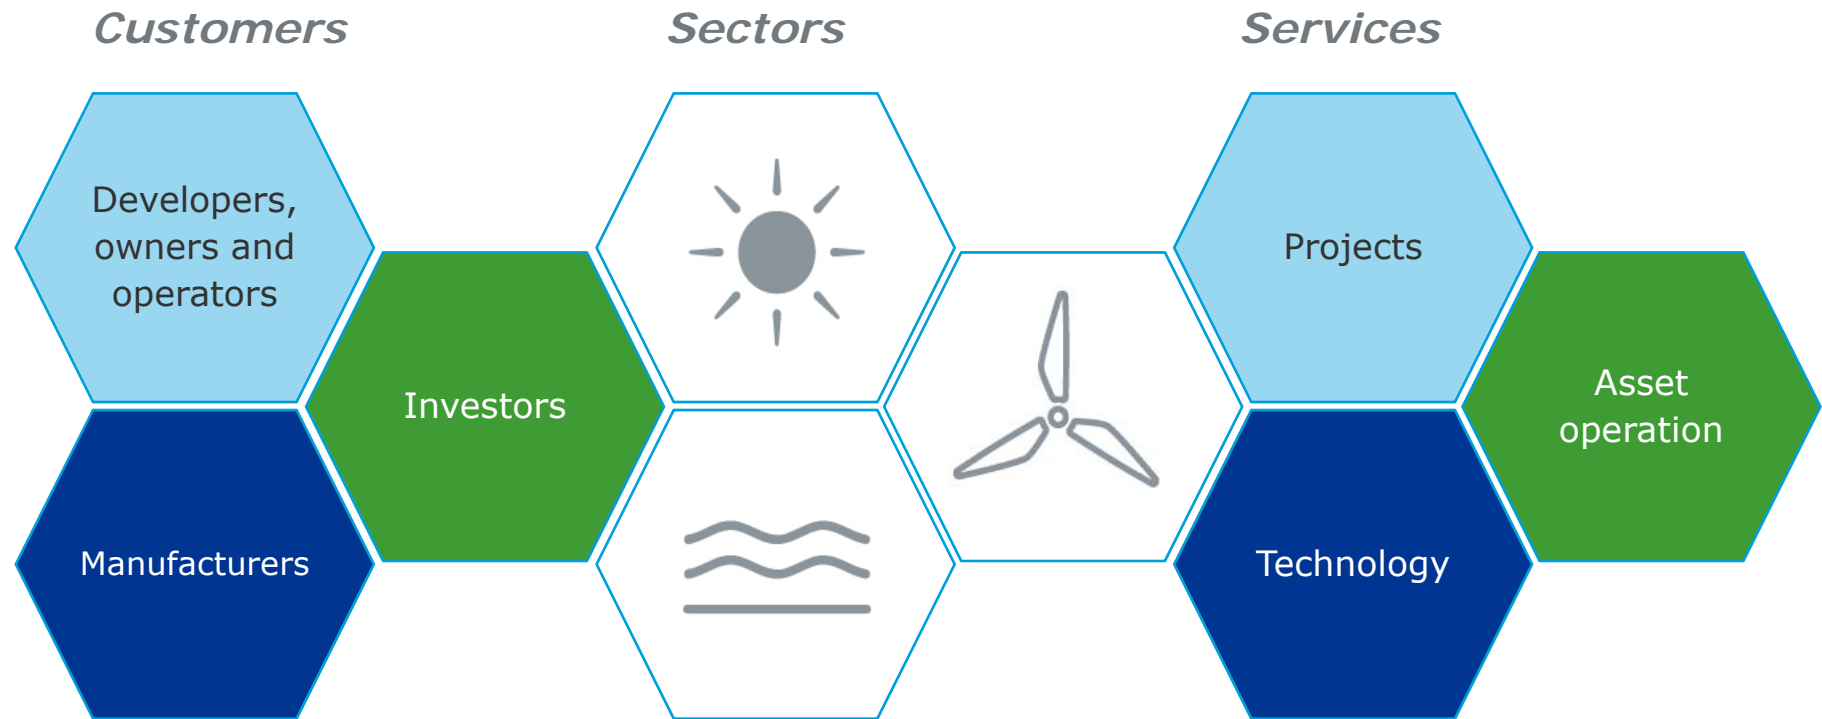 Customers
Sectors
Services
Developers,
owners and
operators
Investors
Manufacturers
Projects
Asset
operation
Technology